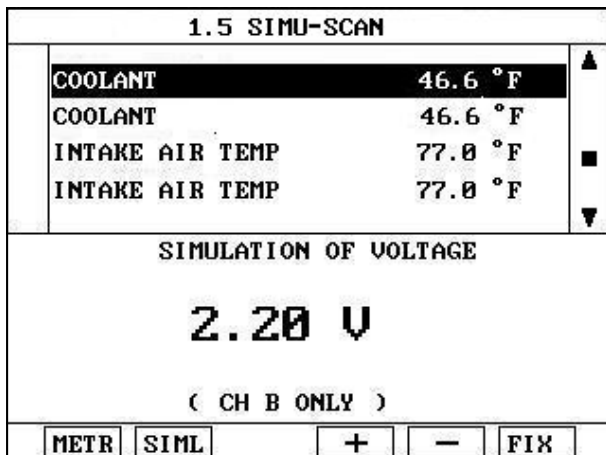 1.5 SIMU-SCAN
COOLANT 46.6 °F
COOLANT 46.6 °F
INTAKE AIR TEMP 77.0 °F
INTAKE AIR TEMP 77.0 °F
SIMULATION OF VOLTAGE
2.20 V
( CH B ONLY )
METR SIML + - FIX